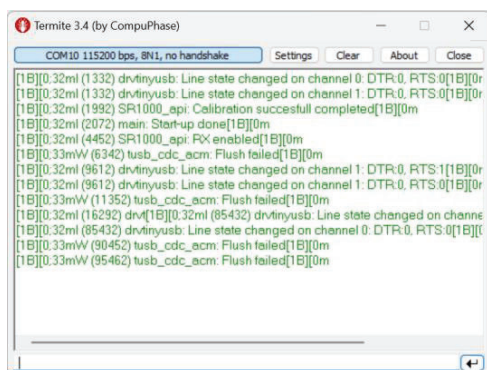 Termite 3.4 (by CompuPhase)
COM10 115200 bps, 8N1, no handshake Settings Clear About Close
[1B][0;32mI (1332) drvtinyusb: Line state changed on channel 0: DTR:0, RTS:0[1B][0r
[1B][0;32mI (1332) drvtinyusb: Line state changed on channel 1: DTR:0, RTS:0[1B][0r
[1B][0;32mI (1992) SR1000_api: Calibration succesfull completed[1B][0m
[1B][0;32mI (2072) main: Start-up done[1B][0m
[1B][0;32mI (4452) SR1000_api: RX enabled[1B][0m
[1B][0;33mW (6342) tusb_cdc_acm: Flush failed[1B][0m
[1B][0;32mI (9612) drvtinyusb: Line state changed on channel 1: DTR:0, RTS:1[1B][0r
[1B][0;32mI (9612) drvtinyusb: Line state changed on channel 1: DTR:0, RTS:0[1B][0r
[1B][0;33mW (11352) tusb_cdc_acm: Flush failed[1B][0m
[1B][0;32mI (16292) drvt[1B][0;32mI (85432) drvtinyusb: Line state changed on channe
[1B][0;32mI (85432) drvtinyusb: Line state changed on channel 0: DTR:0, RTS:0[1B][(
[1B][0;33mW (90452) tusb_cdc_acm: Flush failed[1B][0m
[1B][0;33mW (95462) tusb_cdc_acm: Flush failed[1B][0m